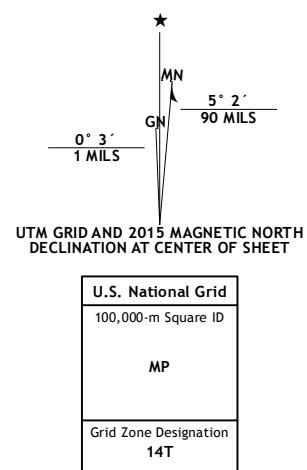 MN
GN
5° 2´
90 MILS
0° 3´
1 MILS
UTM GRID AND 2015 MAGNETIC NORTH
DECLINATION AT CENTER OF SHEET
U.S. National Grid
100,000-m Square ID
MP
Grid Zone Designation
14T